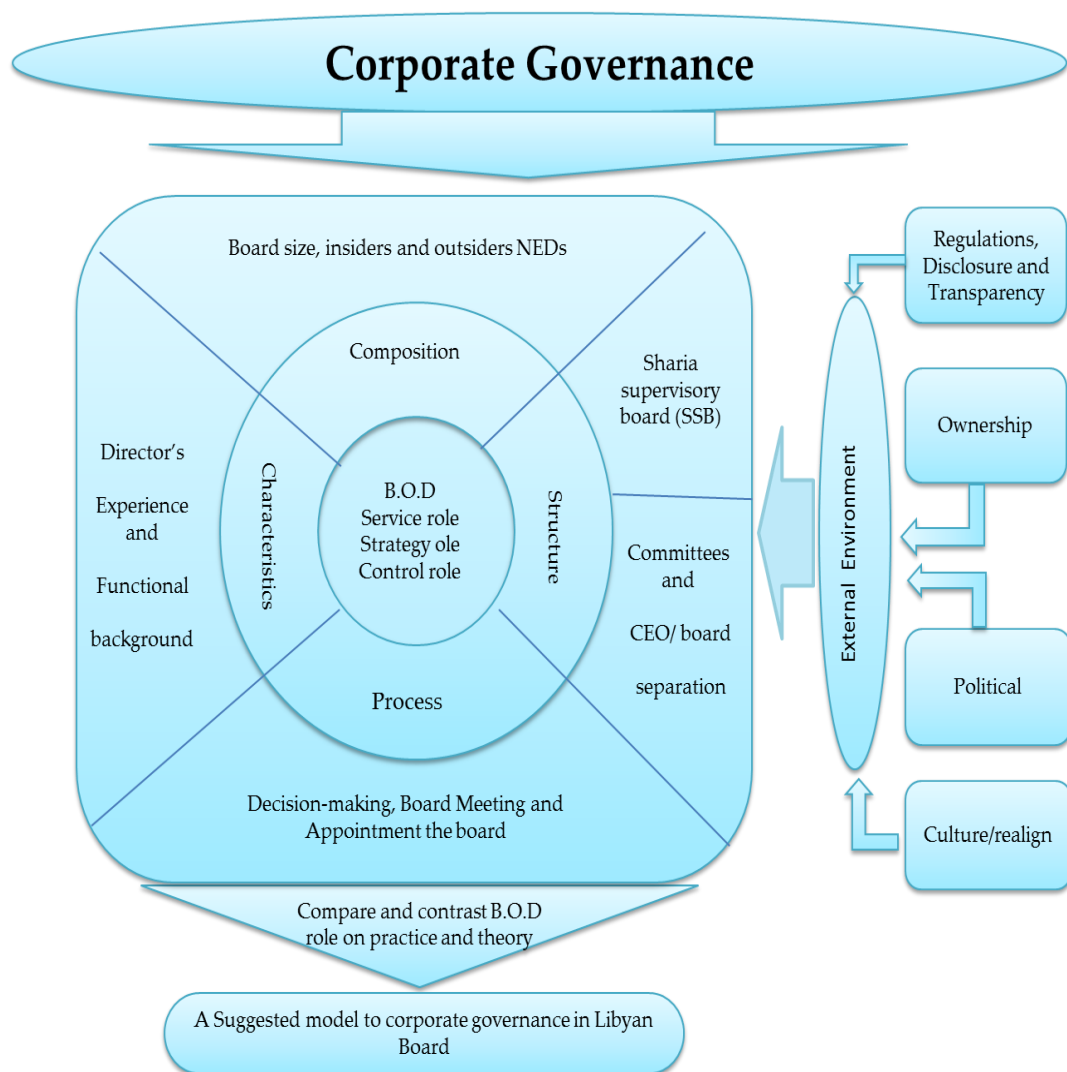 Corporate Governance
Board size, insiders and outsiders NEDs
Composition
Characteristics
Structure
Process
B.O.D
Service role
Strategy ole
Control role
Director’s
Experience
and
Functional
background
Sharia
supervisory
board (SSB)
Committees
and
CEO/ board
separation
Decision-making, Board Meeting and
Appointment the board
External Environment
Regulations,
Disclosure and
Transparency
Ownership
Political
Culture/realign
Compare and contrast B.O.D
role on practice and theory
A Suggested model to corporate governance in Libyan
Board